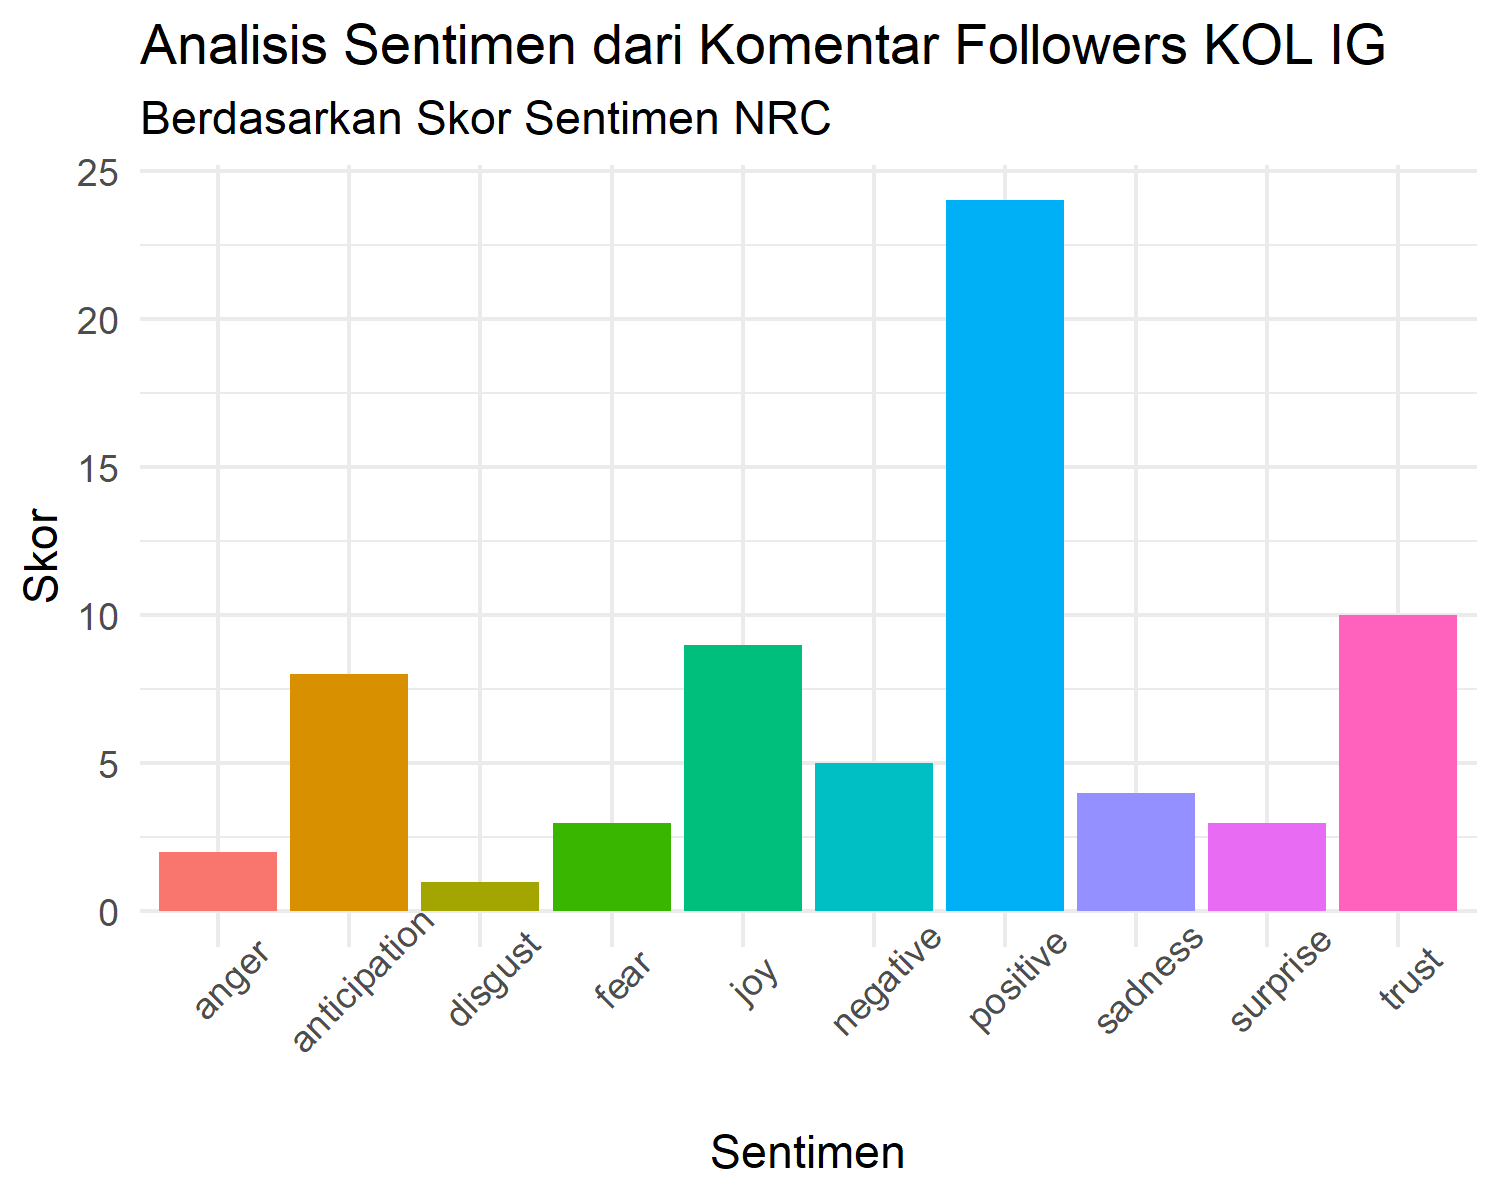 Analisis Sentimen dari Komentar Followers KOL IG
Berdasarkan Skor Sentimen NRC
25
20
15
10
5
0
Skor
anger
anticipation
disgust
fear
joy
negative
positive
sadness
surprise
trust
Sentimen